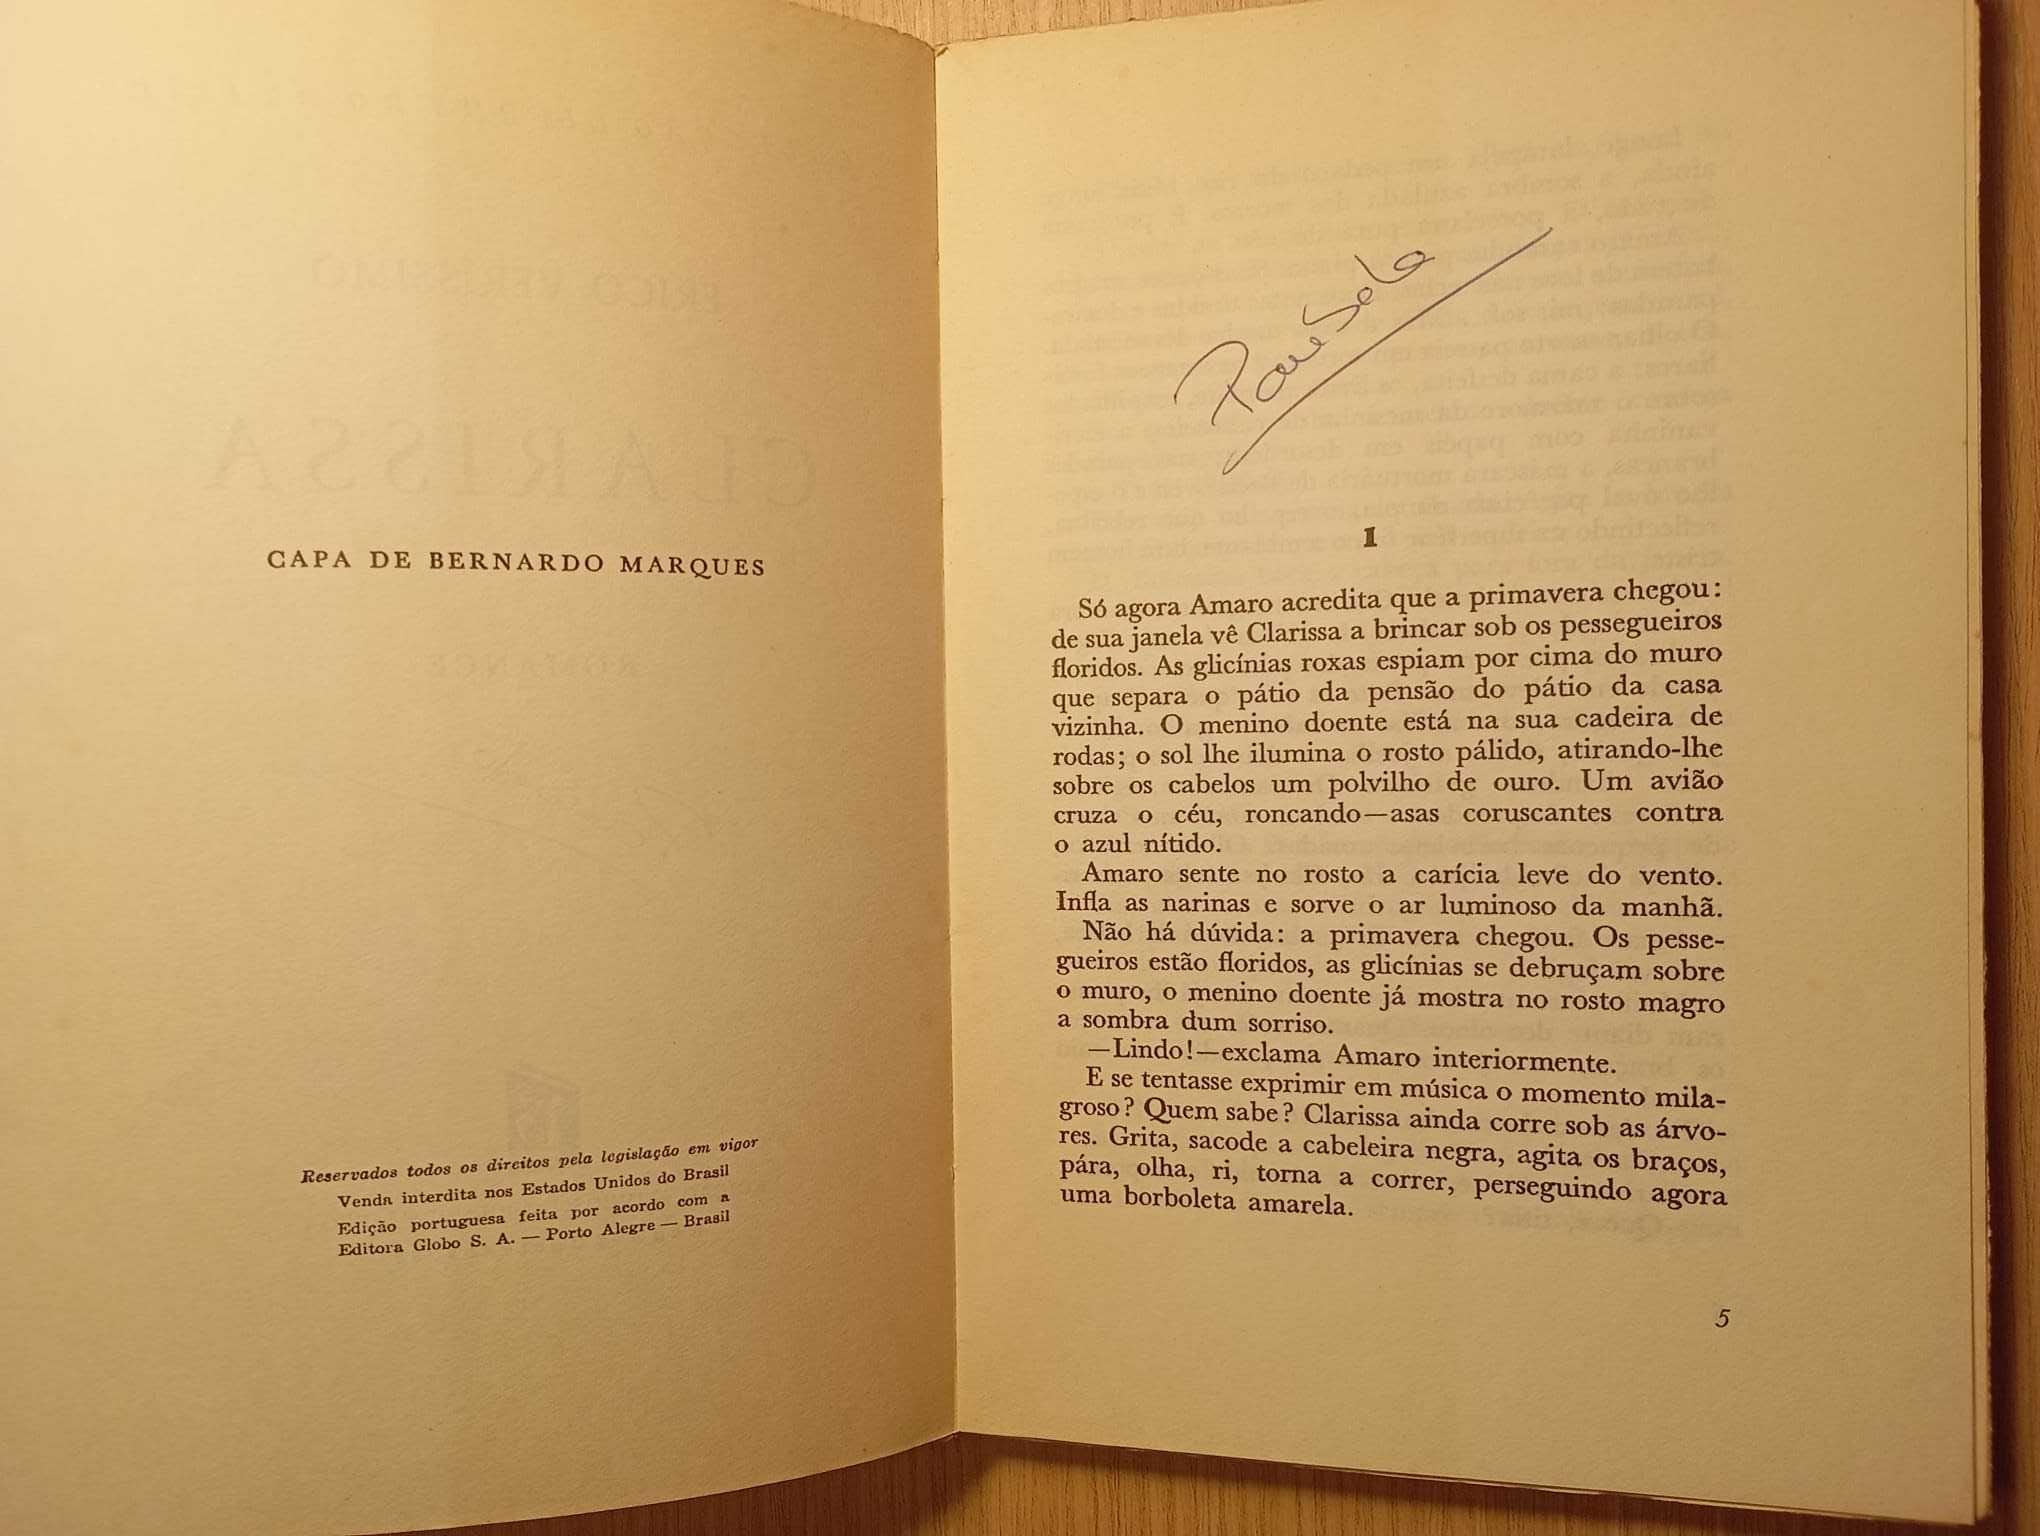 CAPA DE BERNARDO MARQUES
Reservados todos os direitos pela legislação em vigor
Venda interdita nos Estados Unidos do Brasil
Edição portuguesa feita por acordo com a
Editora Globo S. A. — Porto Alegre — Brasil
1
Só agora Amaro acredita que a primavera chegou:
de sua janela vê Clarissa a brincar sob os pessegueiros
floridos. As glicínias roxas espiam por cima do muro
que separa o pátio da pensão do pátio da casa
vizinha. O menino doente está na sua cadeira de
rodas; o sol lhe ilumina o rosto pálido, atirando-lhe
sobre os cabelos um polvilho de ouro. Um avião
cruza o céu, roncando—asas coruscantes contra
o azul nítido.
Amaro sente no rosto a carícia leve do vento.
Infla as narinas e sorve o ar luminoso da manhã.
Não há dúvida: a primavera chegou. Os pesse-
gueiros estão floridos, as glicínias se debruçam sobre
o muro, o menino doente já mostra no rosto magro
a sombra dum sorriso.
—Lindo!—exclama Amaro interiormente.
E se tentasse exprimir em música o momento mila-
groso? Quem sabe? Clarissa ainda corre sob as árvo-
res. Grita, sacode a cabeleira negra, agita os braços,
pára, olha, ri, torna a correr, perseguindo agora
uma borboleta amarela.
5